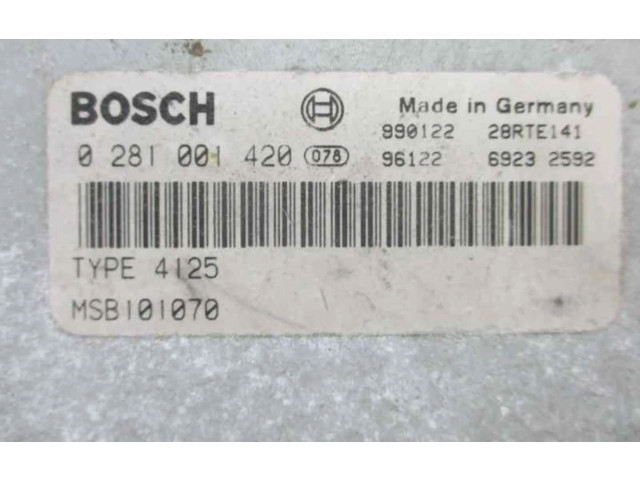 BOSCH
Made in Germany
990122 28RTE141
0 281 001 420 078
96122 6923 2592
TYPE 4125
MSB101070